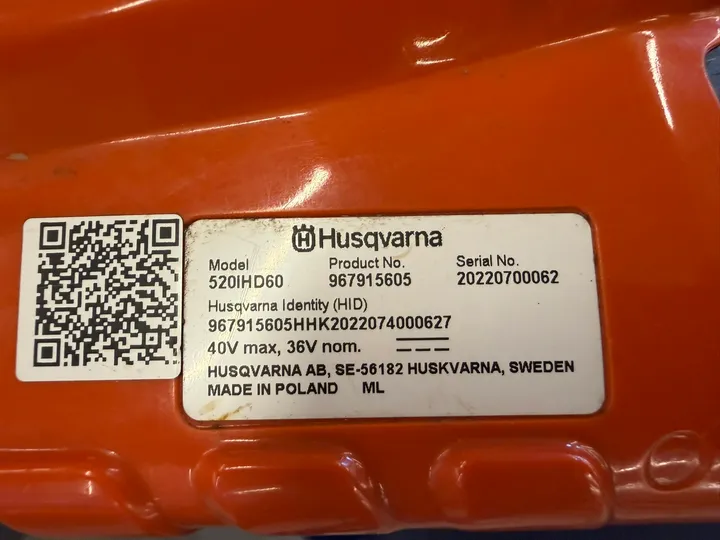 Husqvarna
Model Product No. Serial No.
520IHD60 967915605 20220700062
Husqvarna Identity (HID)
967915605HHK2022074000627
40V max, 36V nom.
HUSQVARNA AB, SE-56182 HUSKVARNA, SWEDEN
MADE IN POLAND ML